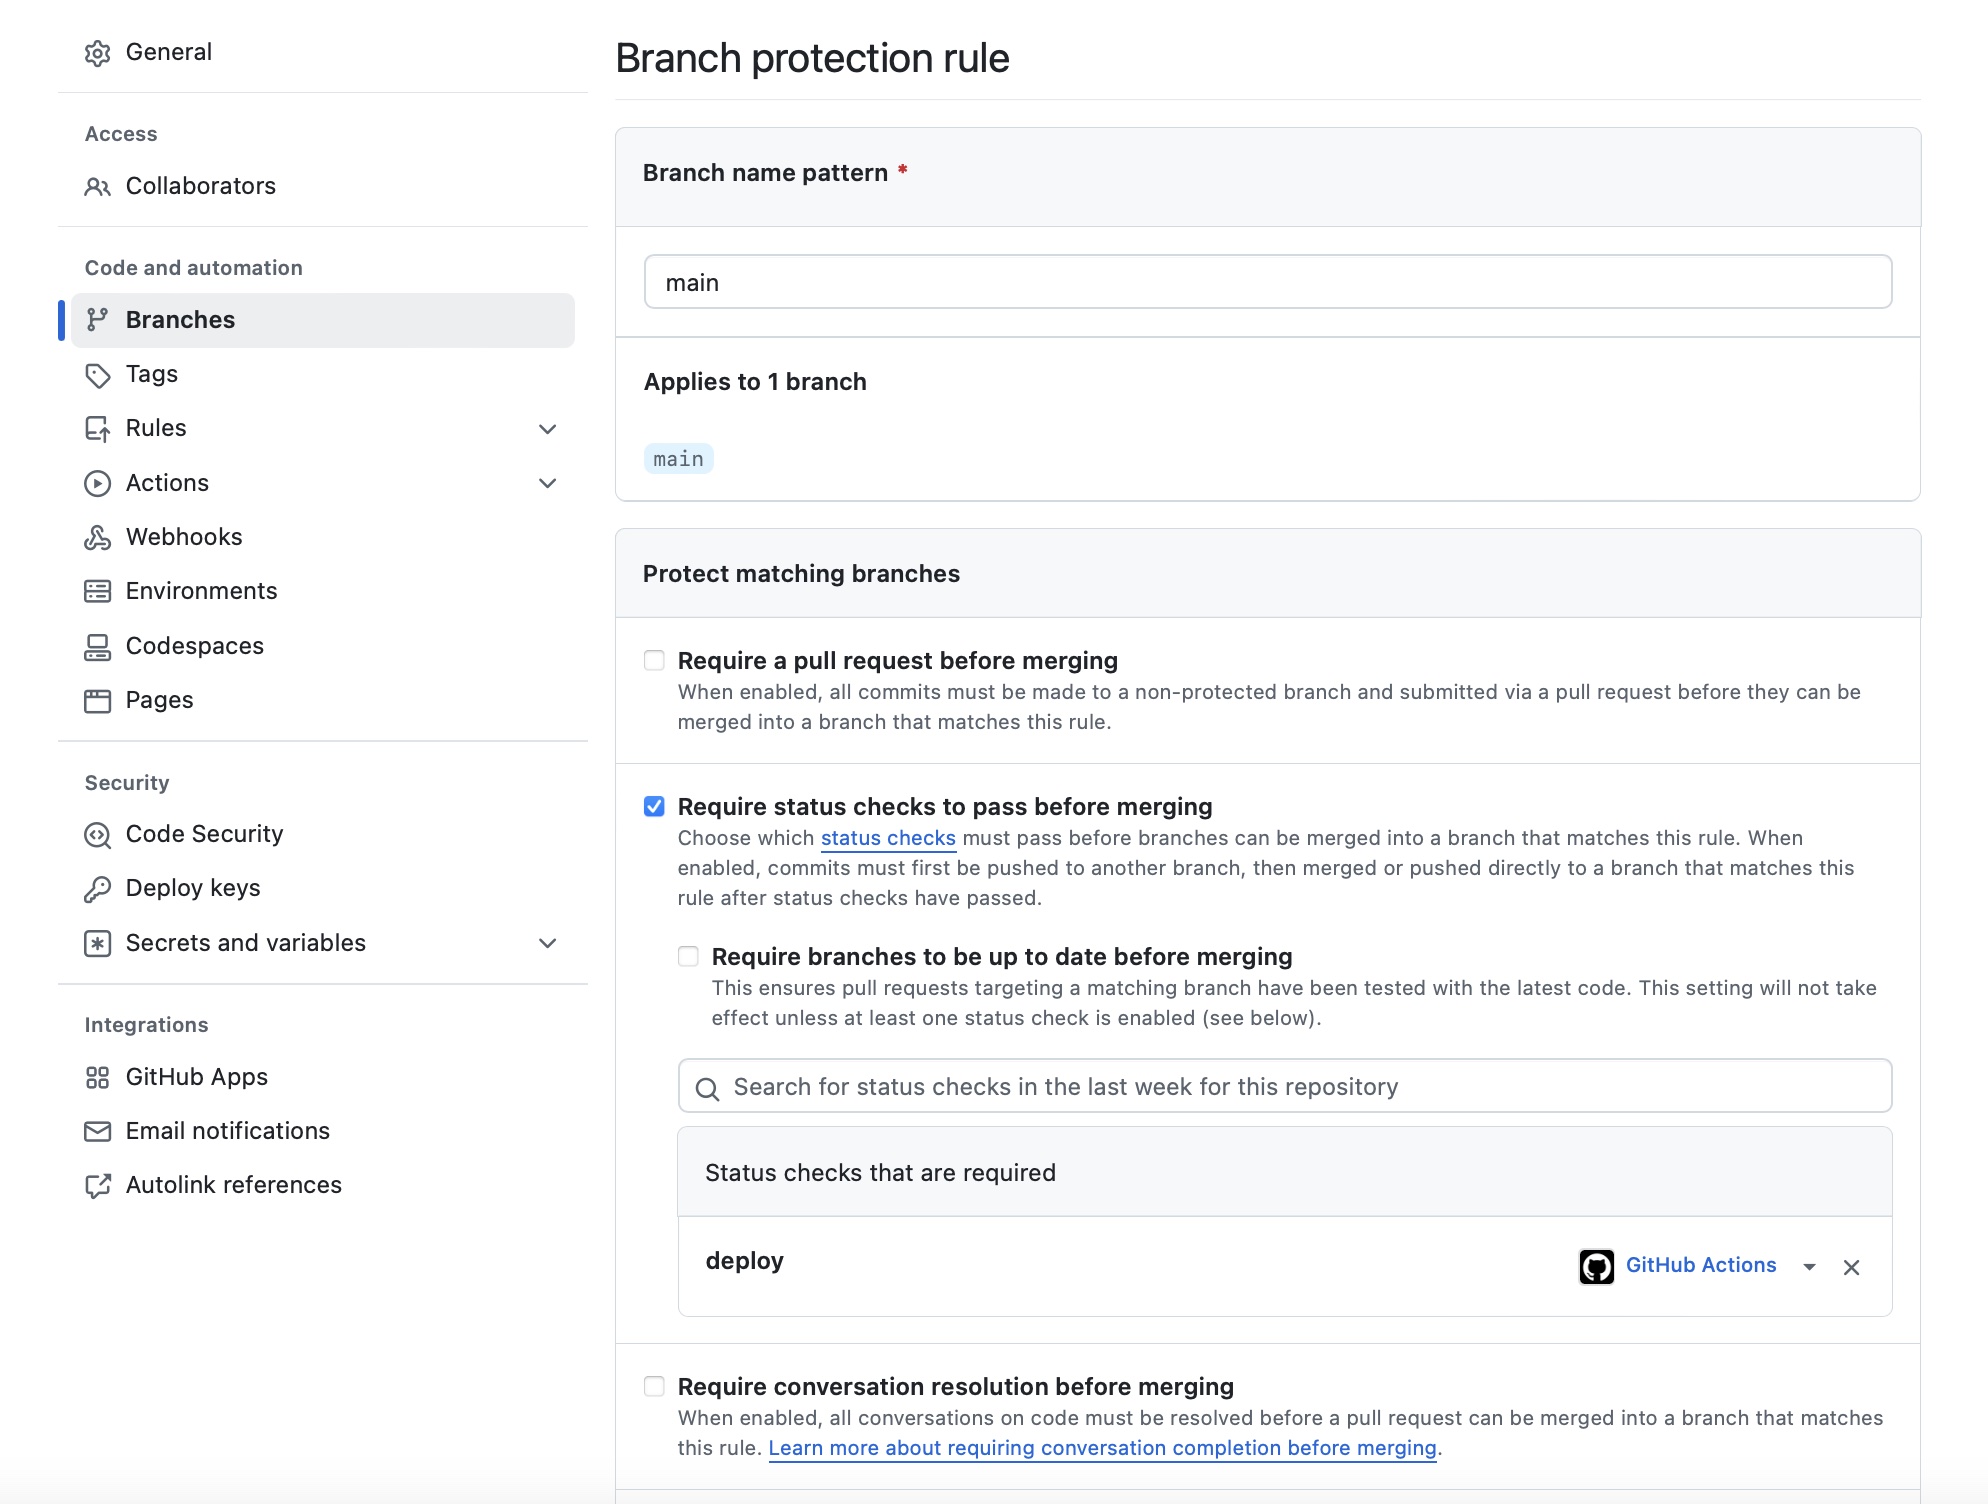 General
Access
Collaborators
Code and automation
Branches
Tags
Rules
Actions
Webhooks
Environments
Codespaces
Pages
Security
Code Security
Deploy keys
Secrets and variables
Integrations
GitHub Apps
Email notifications
Autolink references
Branch protection rule
Branch name pattern *
main
Applies to 1 branch
main
Protect matching branches
Require a pull request before merging
When enabled, all commits must be made to a non-protected branch and submitted via a pull request before they can be
merged into a branch that matches this rule.
Require status checks to pass before merging
Choose which status checks must pass before branches can be merged into a branch that matches this rule. When
enabled, commits must first be pushed to another branch, then merged or pushed directly to a branch that matches this
rule after status checks have passed.
Require branches to be up to date before merging
This ensures pull requests targeting a matching branch have been tested with the latest code. This setting will not take
effect unless at least one status check is enabled (see below).
Search for status checks in the last week for this repository
Status checks that are required
deploy
GitHub Actions
Require conversation resolution before merging
When enabled, all conversations on code must be resolved before a pull request can be merged into a branch that matches
this rule. Learn more about requiring conversation completion before merging.